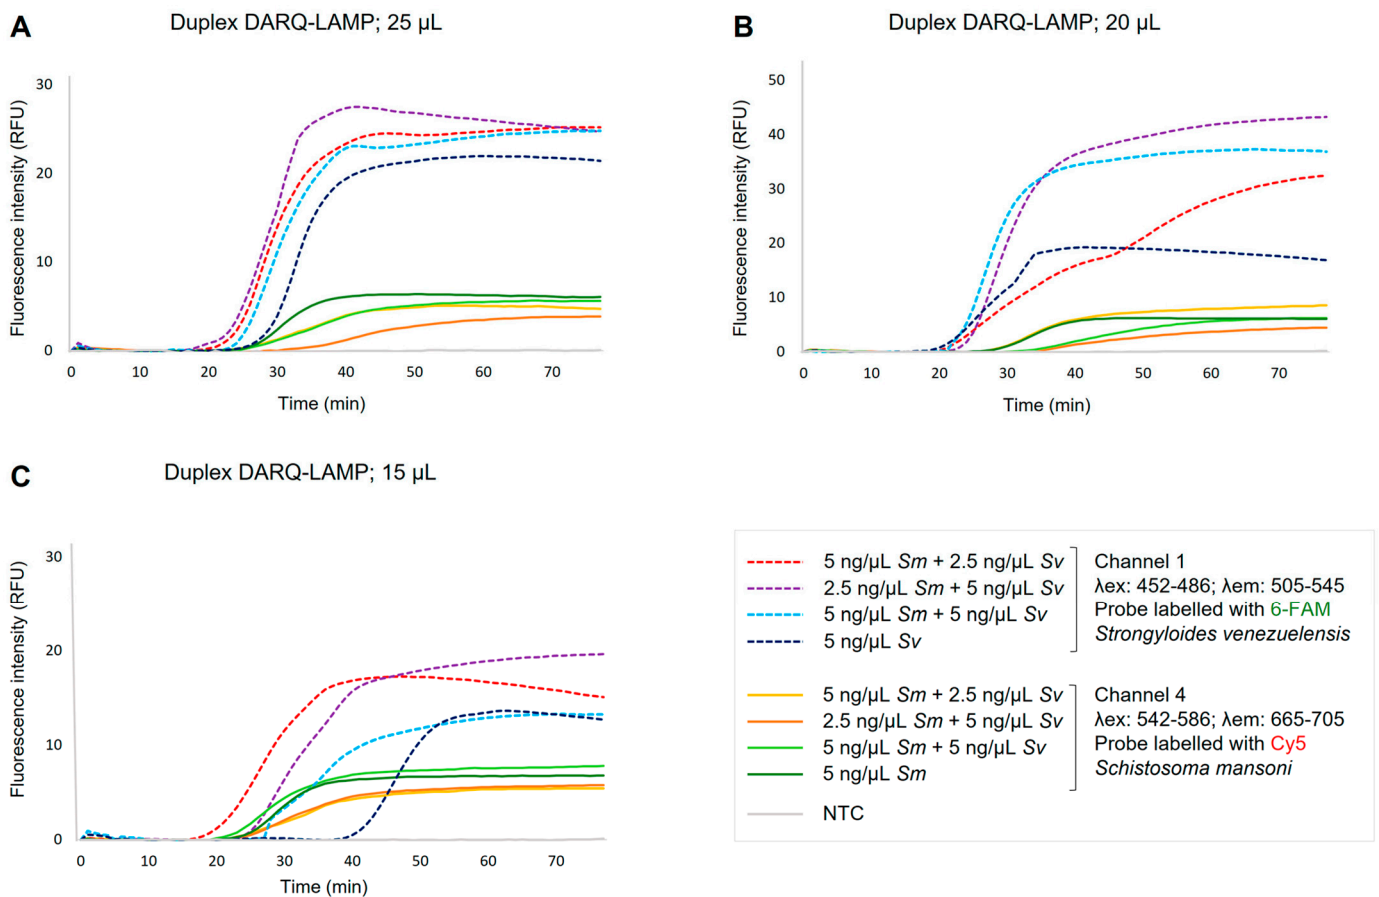 A
Duplex DARQ-LAMP; 25 µL
Fluorescence intensity (RFU)
30
20
10
0
0 10 20 30 40 50 60 70
Time (min)
B
Duplex DARQ-LAMP; 20 µL
Fluorescence intensity (RFU)
50
40
30
20
10
0
0 10 20 30 40 50 60 70
Time (min)
C
Duplex DARQ-LAMP; 15 µL
Fluorescence intensity (RFU)
30
20
10
0
0 10 20 30 40 50 60 70
Time (min)
5 ng/µL Sm + 2.5 ng/µL Sv
2.5 ng/µL Sm + 5 ng/µL Sv
5 ng/µL Sm + 5 ng/µL Sv
5 ng/µL Sv
Channel 1
λex: 452-486; λem: 505-545
Probe labelled with 6-FAM
Strongyloides venezuelensis
5 ng/µL Sm + 2.5 ng/µL Sv
2.5 ng/µL Sm + 5 ng/µL Sv
5 ng/µL Sm + 5 ng/µL Sv
5 ng/µL Sm
Channel 4
λex: 542-586; λem: 665-705
Probe labelled with Cy5
Schistosoma mansoni
NTC